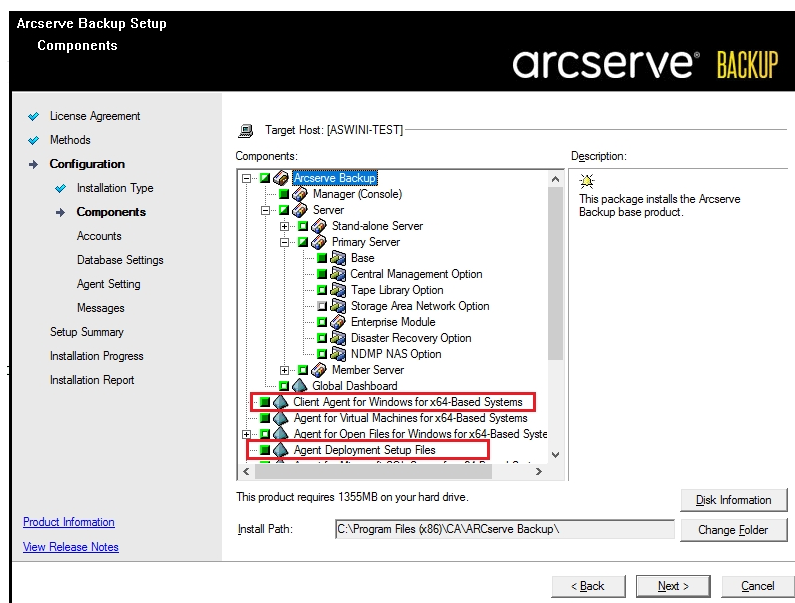 Arcserve Backup Setup
Components
arcserve® BACKUP
License Agreement
Methods
Configuration
Installation Type
Components
Accounts
Database Settings
Agent Setting
Messages
Setup Summary
Installation Progress
Installation Report
Product Information
View Release Notes
Target Host: [ASWINI-TEST]
Components:
Arcserve Backup
Manager (Console)
Server
Stand-alone Server
Primary Server
Base
Central Management Option
Tape Library Option
Storage Area Network Option
Enterprise Module
Disaster Recovery Option
NDMP NAS Option
Member Server
Global Dashboard
Client Agent for Windows for x64-Based Systems
Agent for Virtual Machines for x64-Based Systems
Agent for Open Files for Windows for x64-Based Syste
Agent Deployment Setup Files
Description:
This package installs the Arcserve
Backup base product.
This product requires 1355MB on your hard drive.
Disk Information
Install Path:
C:\Program Files (x86)\CA\ARCserve Backup\
Change Folder
< Back
Next >
Cancel